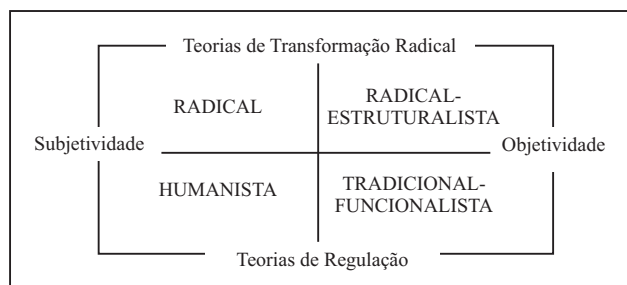 Teorias de Transformação Radical
RADICAL
RADICAL-
ESTRUTURALISTA
Subjetividade
Objetividade
HUMANISTA
TRADICIONAL-
FUNCIONALISTA
Teorias de Regulação